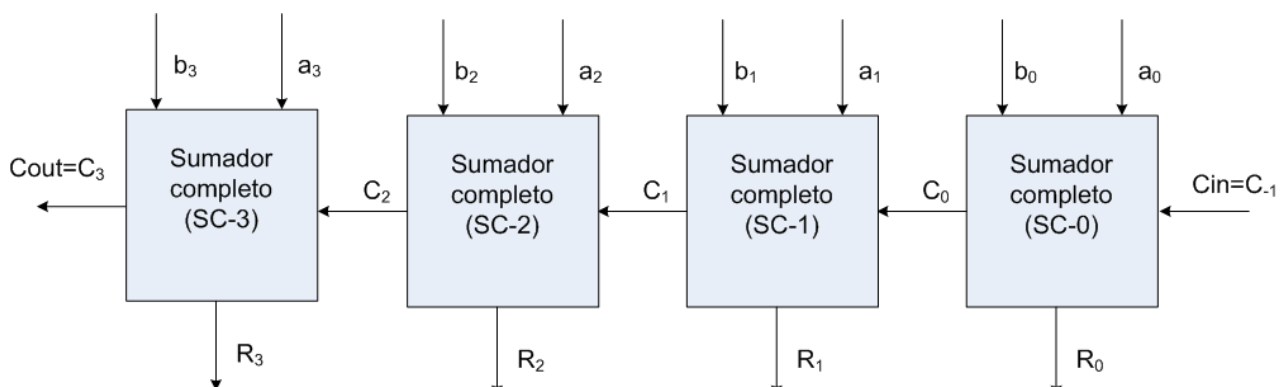 b₃
a₃
b₂
a₂
b₁
a₁
b₀
a₀
Cout=C₃
Sumador
completo
(SC-3)
C₂
Sumador
completo
(SC-2)
C₁
Sumador
completo
(SC-1)
C₀
Sumador
completo
(SC-0)
Cin=C₋₁
R₃
R₂
R₁
R₀